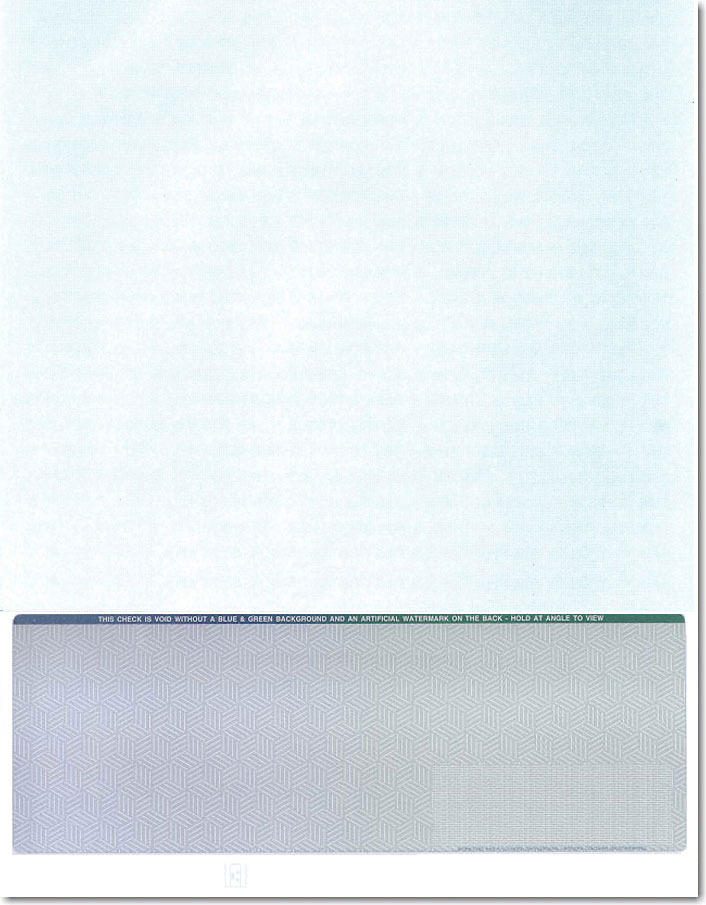 THIS CHECK IS VOID WITHOUT A BLUE & GREEN BACKGROUND AND AN ARTIFICIAL WATERMARK ON THE BACK - HOLD AT ANGLE TO VIEW